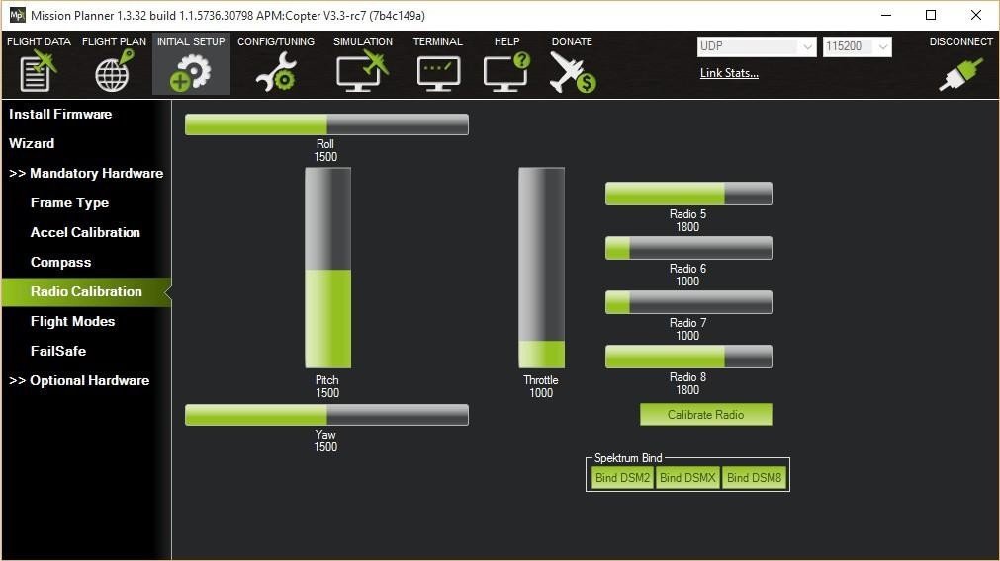 Mission Planner 1.3.32 build 1.1.5736.30798 APM:Copter V3.3-rc7 (7b4c149a)
FLIGHT DATA FLIGHT PLAN INITIAL SETUP CONFIG/TUNING SIMULATION TERMINAL HELP DONATE
UDP 115200 DISCONNECT
Link Stats...
Install Firmware
Wizard
>> Mandatory Hardware
Frame Type
Accel Calibration
Compass
Radio Calibration
Flight Modes
FailSafe
>> Optional Hardware
Roll
1500
Pitch
1500
Yaw
1500
Throttle
1000
Radio 5
1800
Radio 6
1000
Radio 7
1000
Radio 8
1800
Calibrate Radio
Spektrum Bind
Bind DSM2 Bind DSMX Bind DSM8